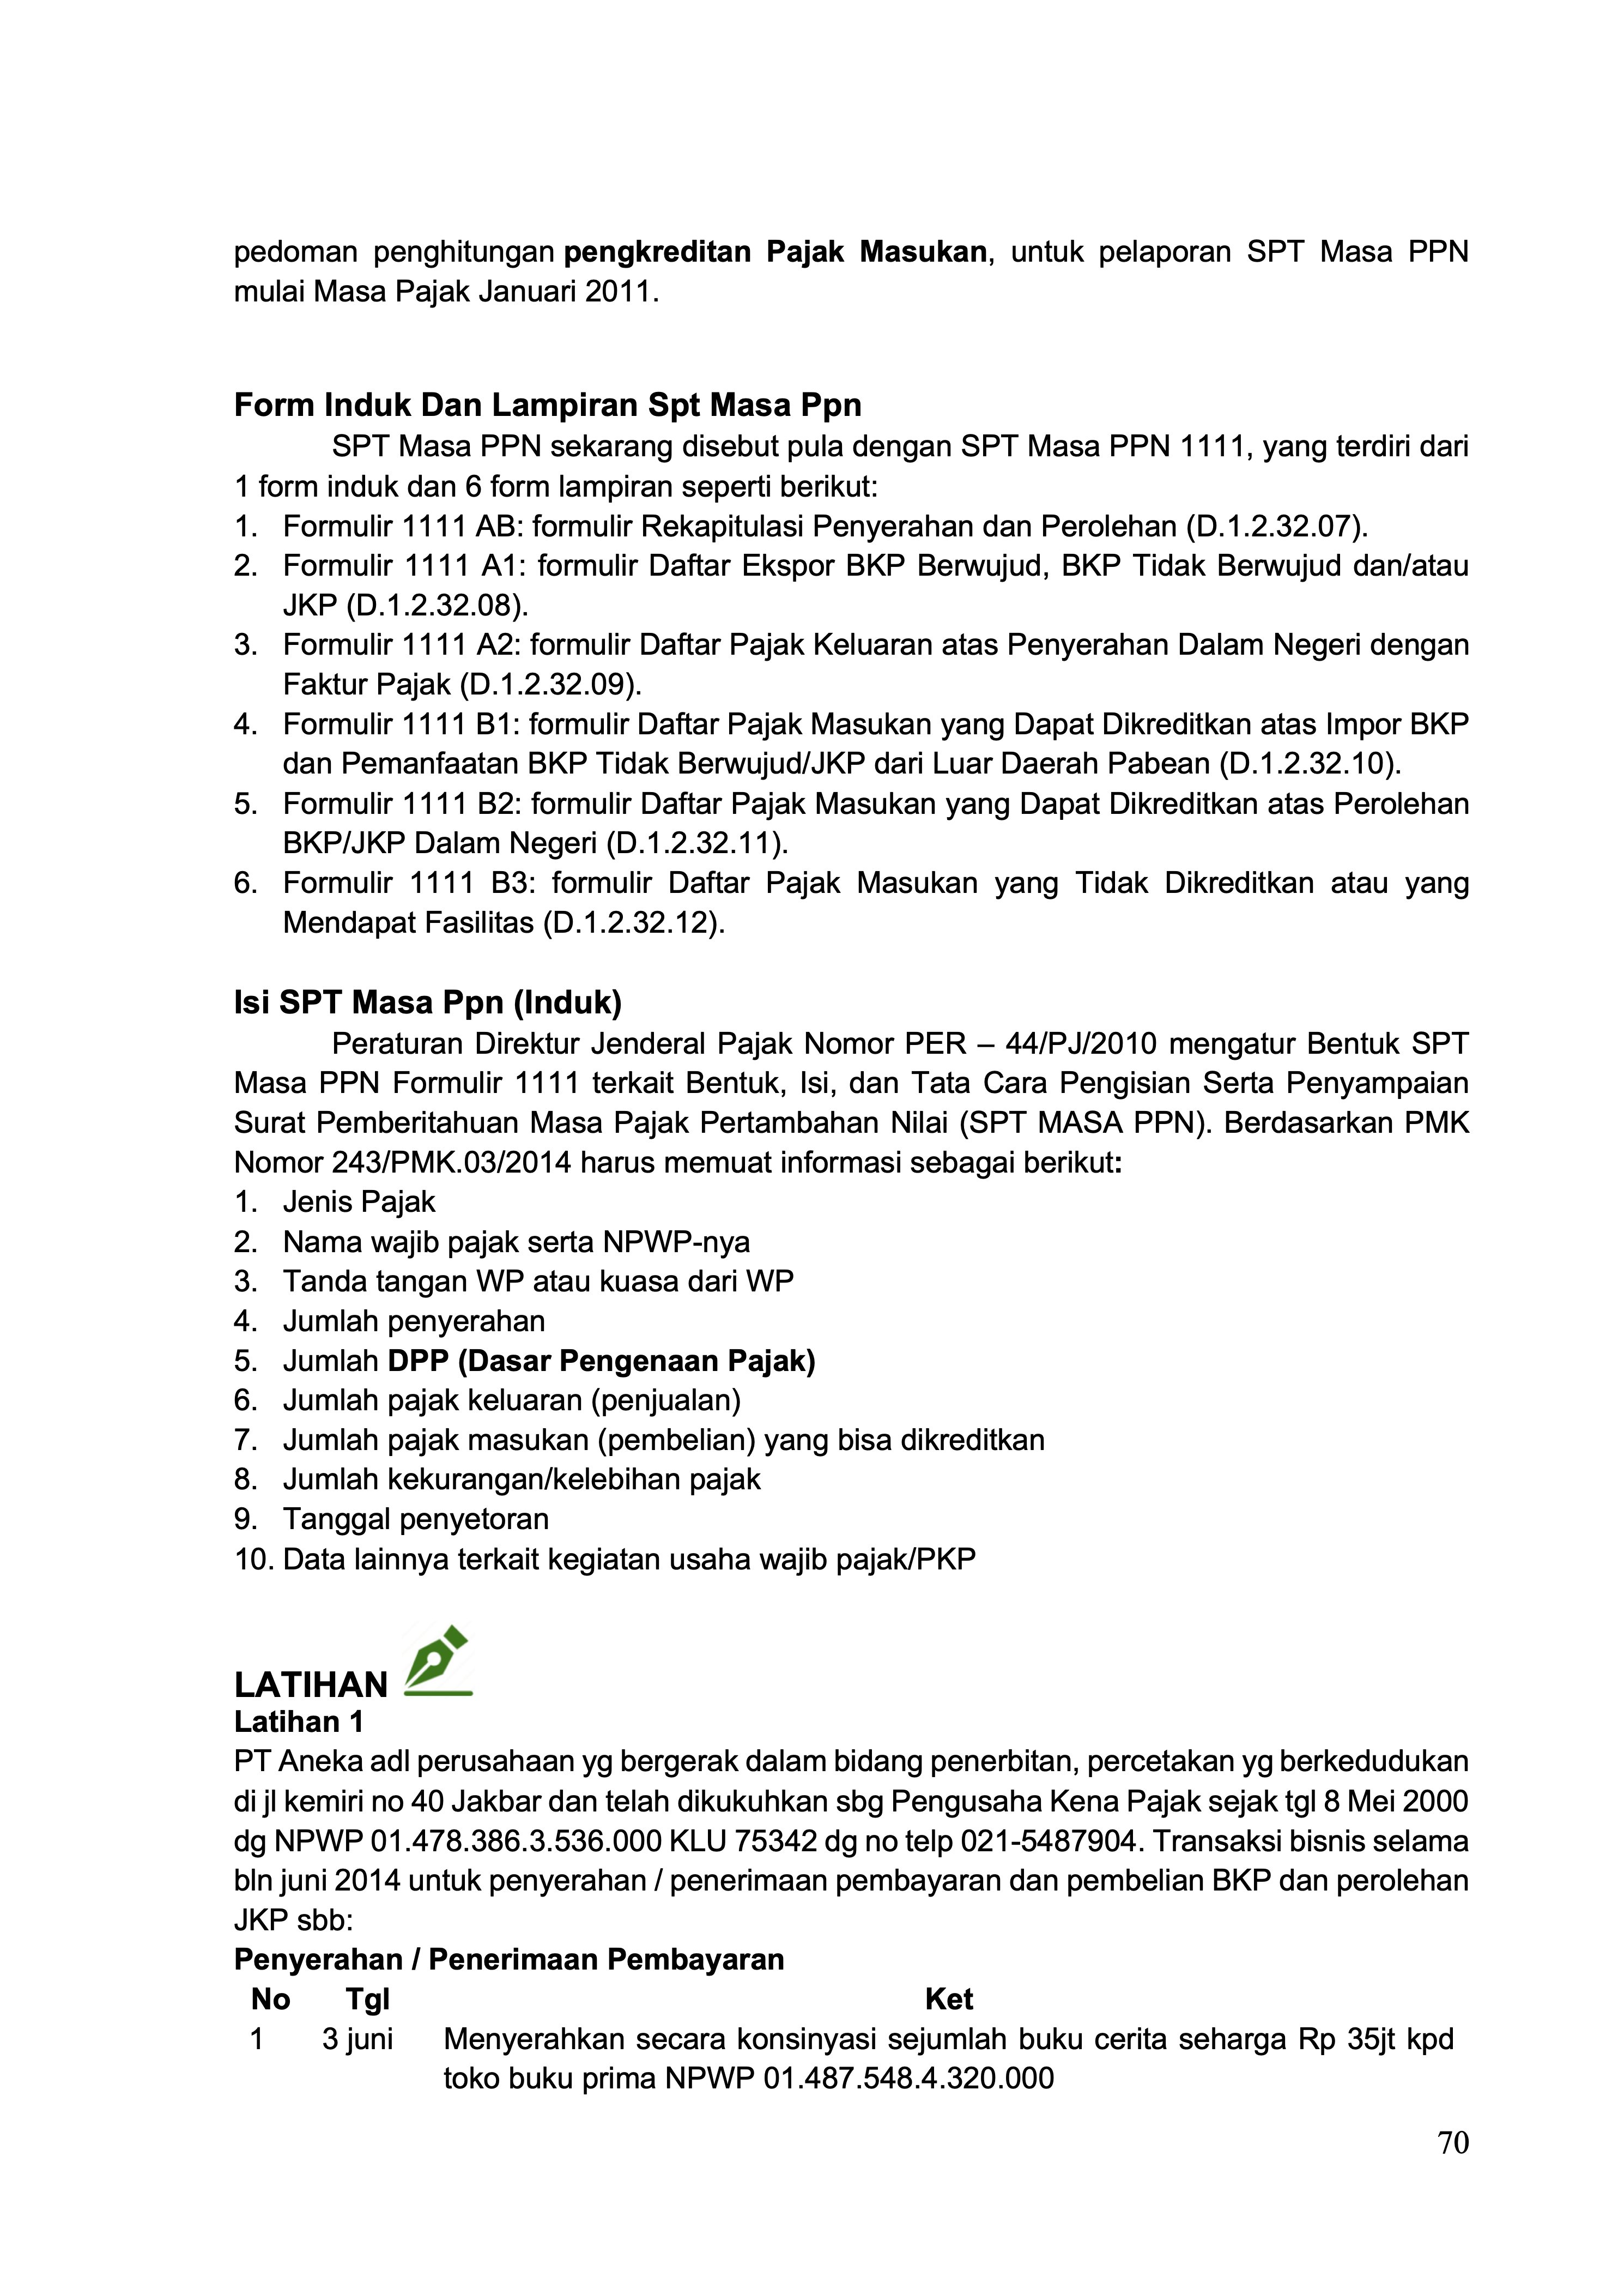 pedoman penghitungan pengkreditan Pajak Masukan, untuk pelaporan SPT Masa PPN
mulai Masa Pajak Januari 2011.
Form Induk Dan Lampiran Spt Masa Ppn
SPT Masa PPN sekarang disebut pula dengan SPT Masa PPN 1111, yang terdiri dari
1 form induk dan 6 form lampiran seperti berikut:
1. Formulir 1111 AB: formulir Rekapitulasi Penyerahan dan Perolehan (D.1.2.32.07).
2. Formulir 1111 A1: formulir Daftar Ekspor BKP Berwujud, BKP Tidak Berwujud dan/atau
JKP (D.1.2.32.08).
3. Formulir 1111 A2: formulir Daftar Pajak Keluaran atas Penyerahan Dalam Negeri dengan
Faktur Pajak (D.1.2.32.09).
4. Formulir 1111 B1: formulir Daftar Pajak Masukan yang Dapat Dikreditkan atas Impor BKP
dan Pemanfaatan BKP Tidak Berwujud/JKP dari Luar Daerah Pabean (D.1.2.32.10).
5. Formulir 1111 B2: formulir Daftar Pajak Masukan yang Dapat Dikreditkan atas Perolehan
BKP/JKP Dalam Negeri (D.1.2.32.11).
6. Formulir 1111 B3: formulir Daftar Pajak Masukan yang Tidak Dikreditkan atau yang
Mendapat Fasilitas (D.1.2.32.12).
Isi SPT Masa Ppn (Induk)
Peraturan Direktur Jenderal Pajak Nomor PER – 44/PJ/2010 mengatur Bentuk SPT
Masa PPN Formulir 1111 terkait Bentuk, Isi, dan Tata Cara Pengisian Serta Penyampaian
Surat Pemberitahuan Masa Pajak Pertambahan Nilai (SPT MASA PPN). Berdasarkan PMK
Nomor 243/PMK.03/2014 harus memuat informasi sebagai berikut:
1. Jenis Pajak
2. Nama wajib pajak serta NPWP-nya
3. Tanda tangan WP atau kuasa dari WP
4. Jumlah penyerahan
5. Jumlah DPP (Dasar Pengenaan Pajak)
6. Jumlah pajak keluaran (penjualan)
7. Jumlah pajak masukan (pembelian) yang bisa dikreditkan
8. Jumlah kekurangan/kelebihan pajak
9. Tanggal penyetoran
10. Data lainnya terkait kegiatan usaha wajib pajak/PKP
LATIHAN
Latihan 1
PT Aneka adl perusahaan yg bergerak dalam bidang penerbitan, percetakan yg berkedudukan
di jl kemiri no 40 Jakbar dan telah dikukuhkan sbg Pengusaha Kena Pajak sejak tgl 8 Mei 2000
dg NPWP 01.478.386.3.536.000 KLU 75342 dg no telp 021-5487904. Transaksi bisnis selama
bln juni 2014 untuk penyerahan / penerimaan pembayaran dan pembelian BKP dan perolehan
JKP sbb:
Penyerahan / Penerimaan Pembayaran
No Tgl Ket
1 3 juni Menyerahkan secara konsinyasi sejumlah buku cerita seharga Rp 35jt kpd
toko buku prima NPWP 01.487.548.4.320.000
70